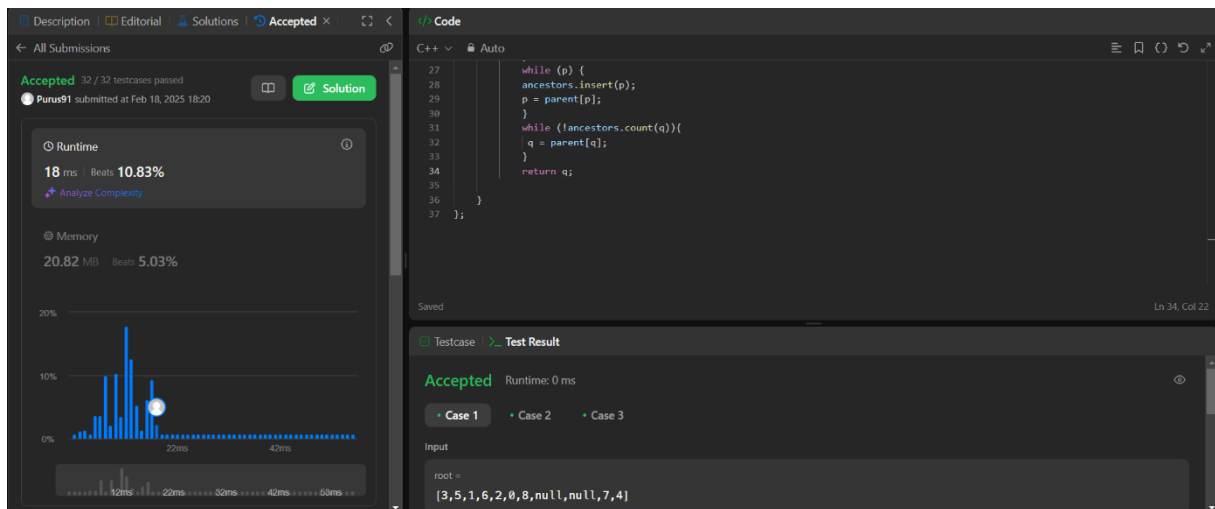 Description | Editorial | Solutions | Accepted ×
← All Submissions
Accepted 32 / 32 testcases passed
Purus91 submitted at Feb 18, 2025 18:20
Solution
Runtime
18 ms | Beats 10.83%
Analyze Complexity
Memory
20.82 MB | Beats 5.03%
20%
10%
0%
22ms 42ms
12ms 22ms 32ms 42ms 53ms
</> Code
C++ Auto
27 while (p) {
28 ancestors.insert(p);
29 p = parent[p];
30 }
31 while (!ancestors.count(q)){
32 q = parent[q];
33 }
34 return q;
35
36 }
37 };
Saved Ln 34, Col 22
Testcase | >_ Test Result
Accepted Runtime: 0 ms
• Case 1 • Case 2 • Case 3
Input
root =
[3,5,1,6,2,0,8,null,null,7,4]